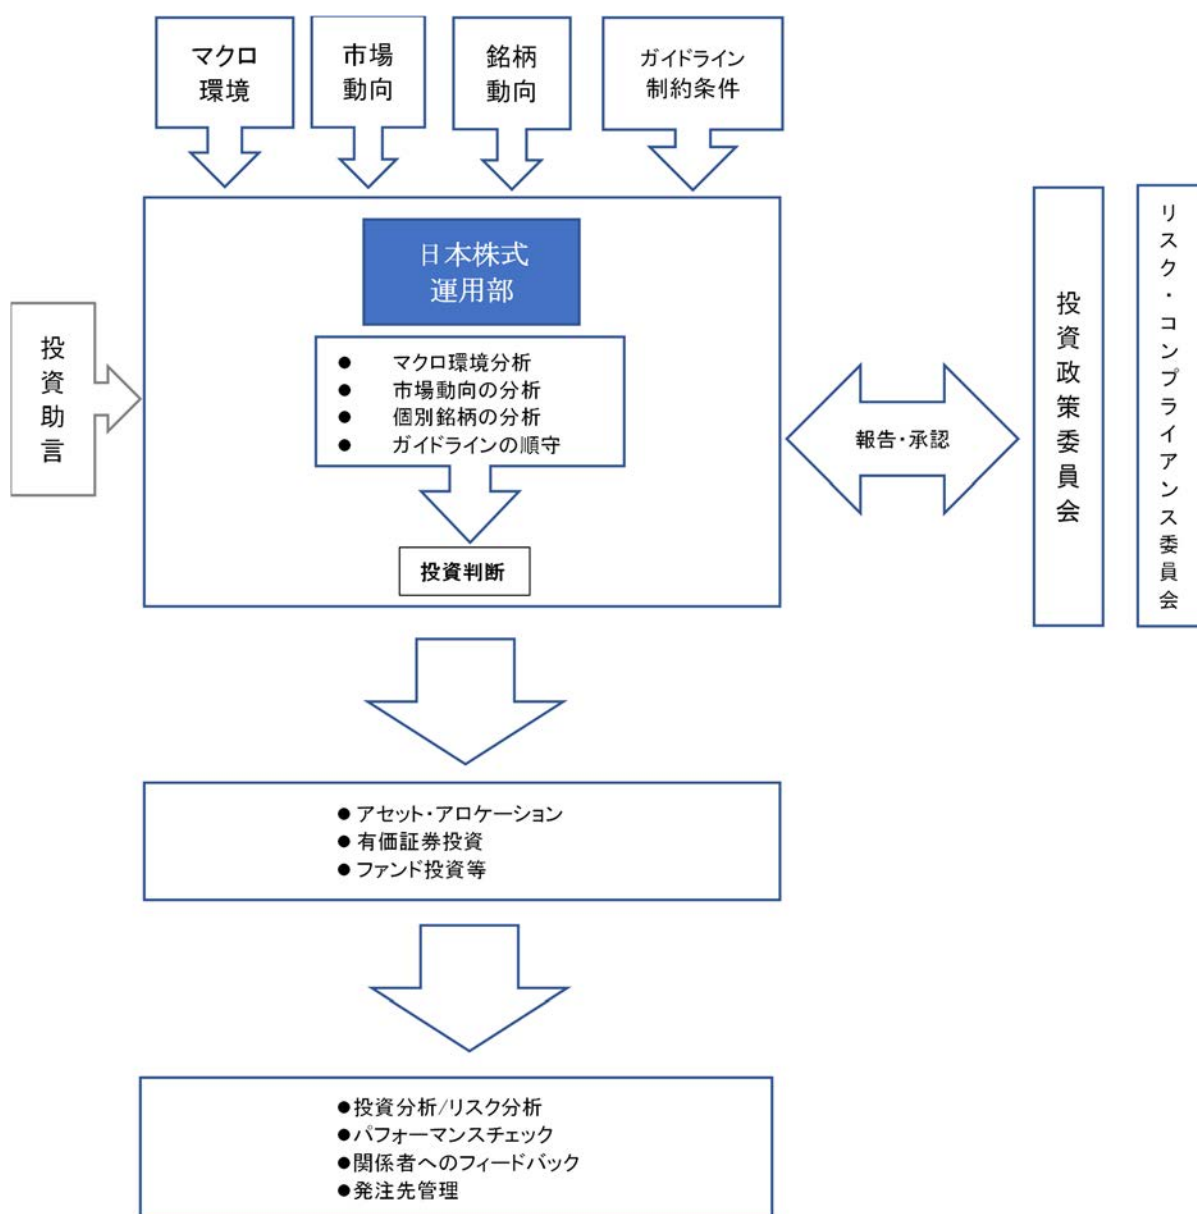 マクロ
環境
市場
動向
銘柄
動向
ガイドライン
制約条件
日本株式
運用部
投資助言
● マクロ環境分析
● 市場動向の分析
● 個別銘柄の分析
● ガイドラインの順守
投資判断
報告・承認
投資政策委員会
リスク・コンプライアンス委員会
● アセット・アロケーション
● 有価証券投資
● ファンド投資等
●投資分析/リスク分析
●パフォーマンスチェック
●関係者へのフィードバック
●発注先管理